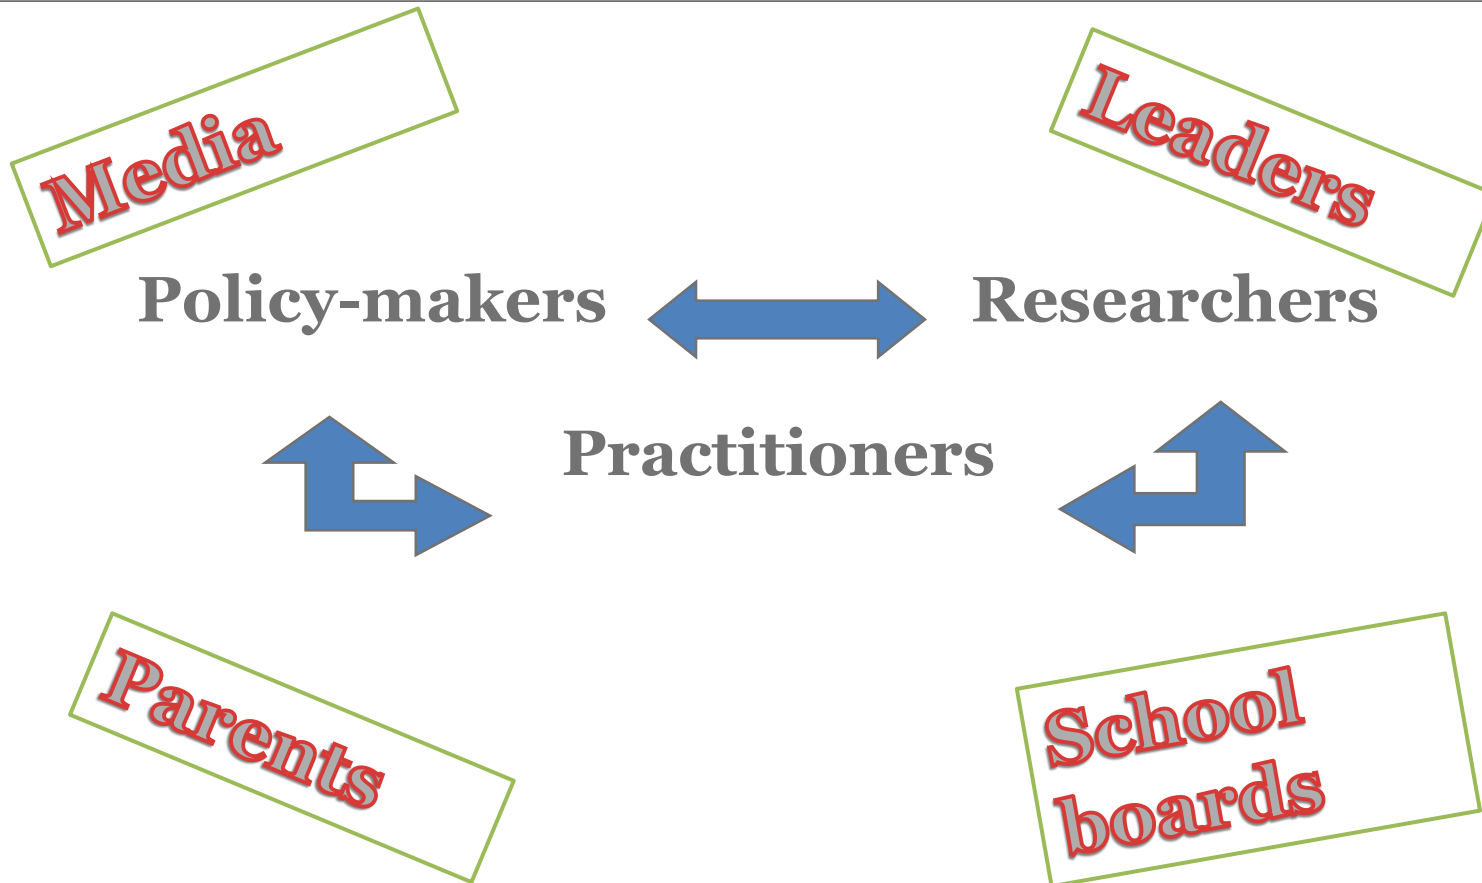 Media
Leaders
Policy-makers
Researchers
Practitioners
Parents
School
boards